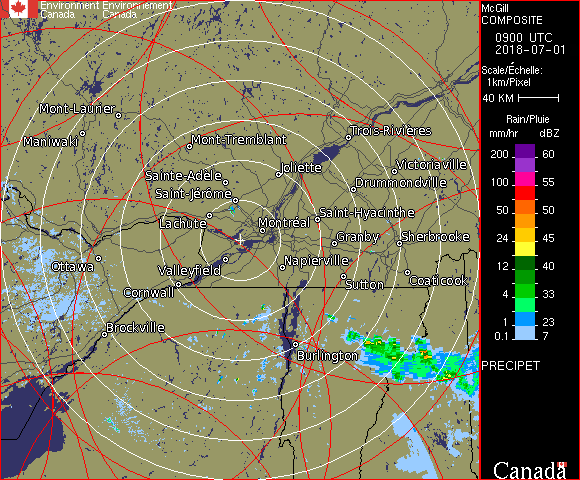 Environment Environnement
Canada Canada
McGill
COMPOSITE
0900 UTC
2018-07-01
Scale/Échelle:
1km/Pixel
40 KM
Rain/Pluie
mm/hr dBZ
200 60
150 57
100 55
50 50
24 45
12 40
4 33
1 23
0.1 7
PRECIPET
Canada
Mont-Laurier
Maniwaki
Mont-Tremblant
Trois-Rivières
Sainte-Adèle
Joliette
Victoriaville
Saint-Jérôme
Drummondville
Lachute
Montréal
Saint-Hyacinthe
Granby
Sherbrooke
Ottawa
Valleyfield
Napierville
Cornwall
Sutton
Coaticook
Brockville
Burlington